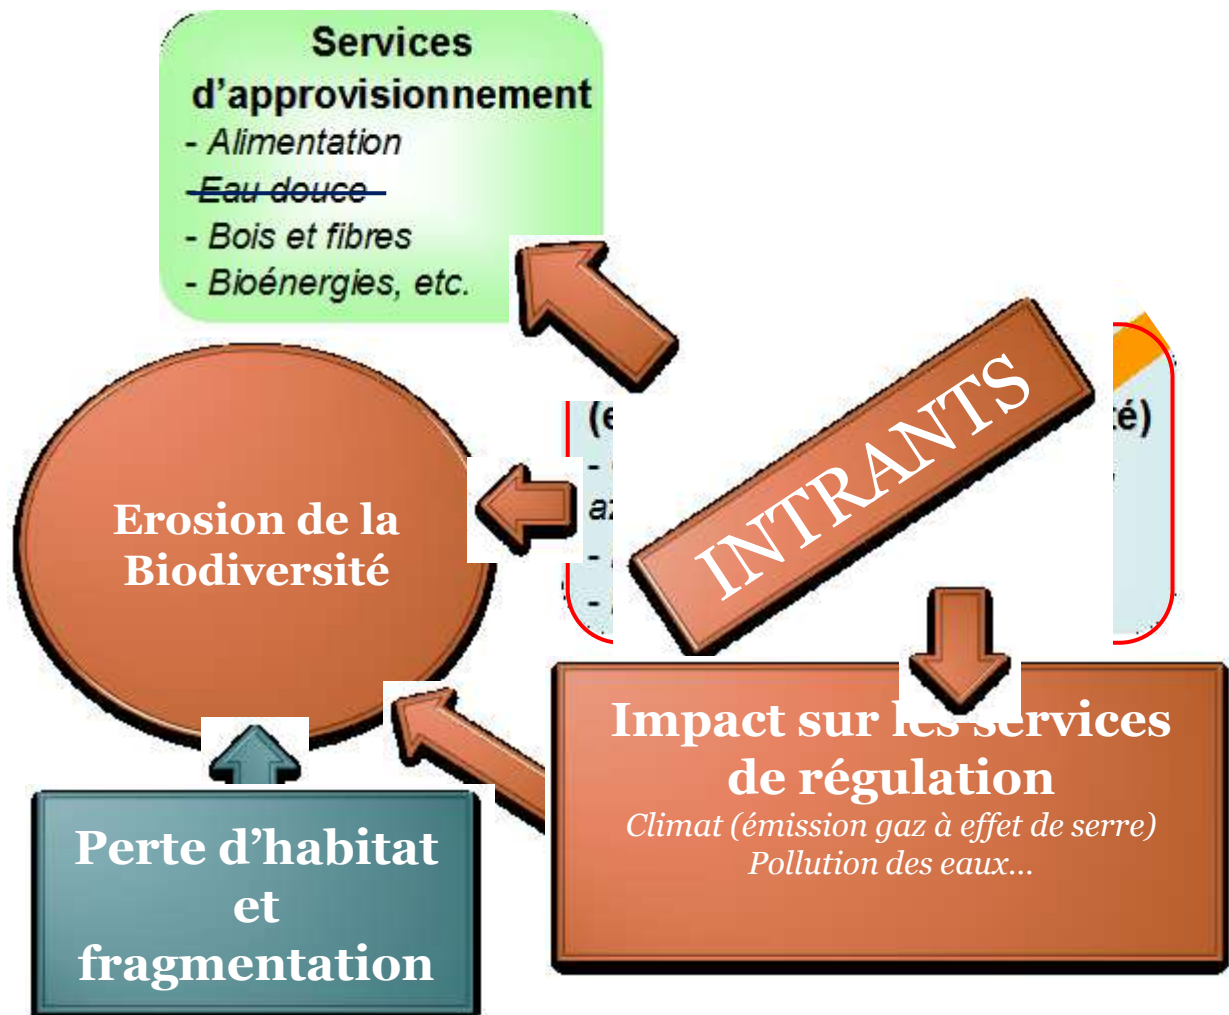 Services
d'approvisionnement
- Alimentation
- Eau douce
- Bois et fibres
- Bioénergies, etc.
INTRANTS
Erosion de la
Biodiversité
Impact sur les services
de régulation
Climat (émission gaz à effet de serre)
Pollution des eaux…
Perte d’habitat
et
fragmentation